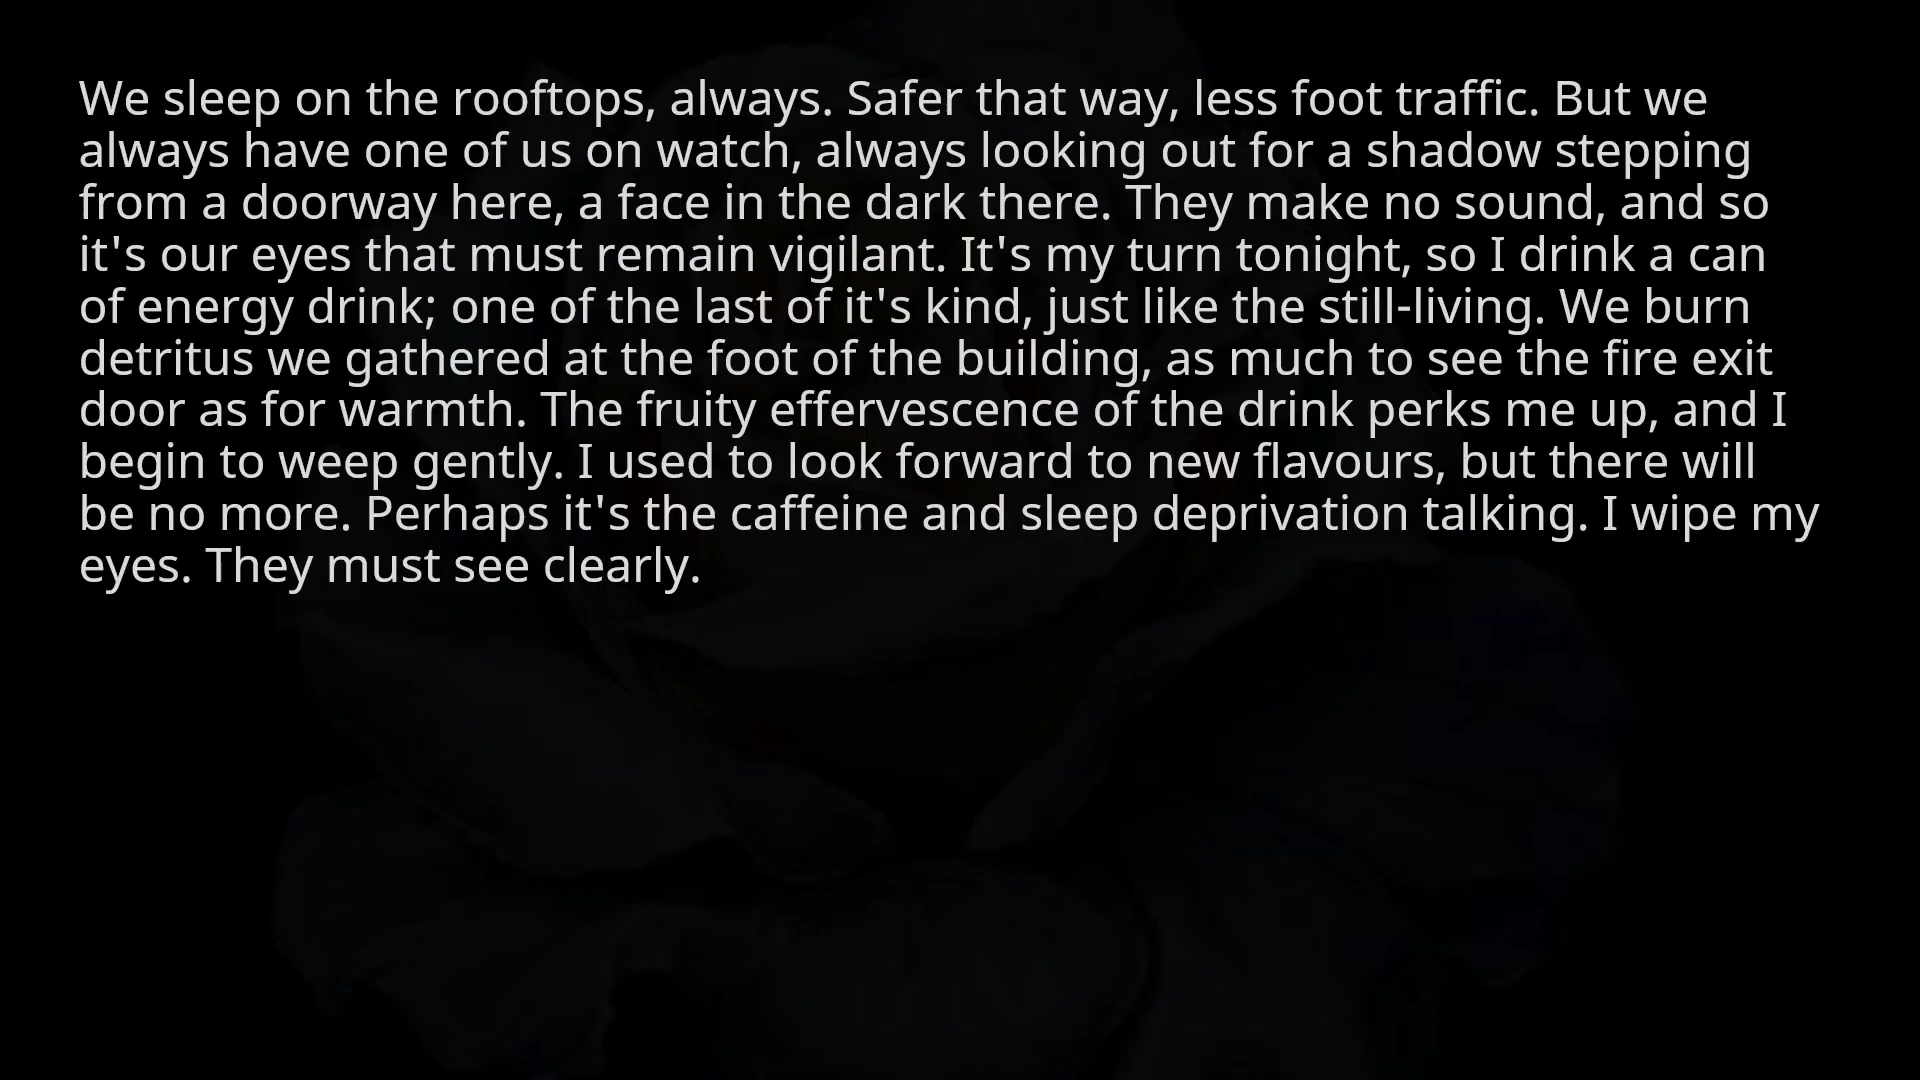 We sleep on the rooftops, always. Safer that way, less foot traffic. But we
always have one of us on watch, always looking out for a shadow stepping
from a doorway here, a face in the dark there. They make no sound, and so
it's our eyes that must remain vigilant. It's my turn tonight, so I drink a can
of energy drink; one of the last of it's kind, just like the still-living. We burn
detritus we gathered at the foot of the building, as much to see the fire exit
door as for warmth. The fruity effervescence of the drink perks me up, and I
begin to weep gently. I used to look forward to new flavours, but there will
be no more. Perhaps it's the caffeine and sleep deprivation talking. I wipe my
eyes. They must see clearly.